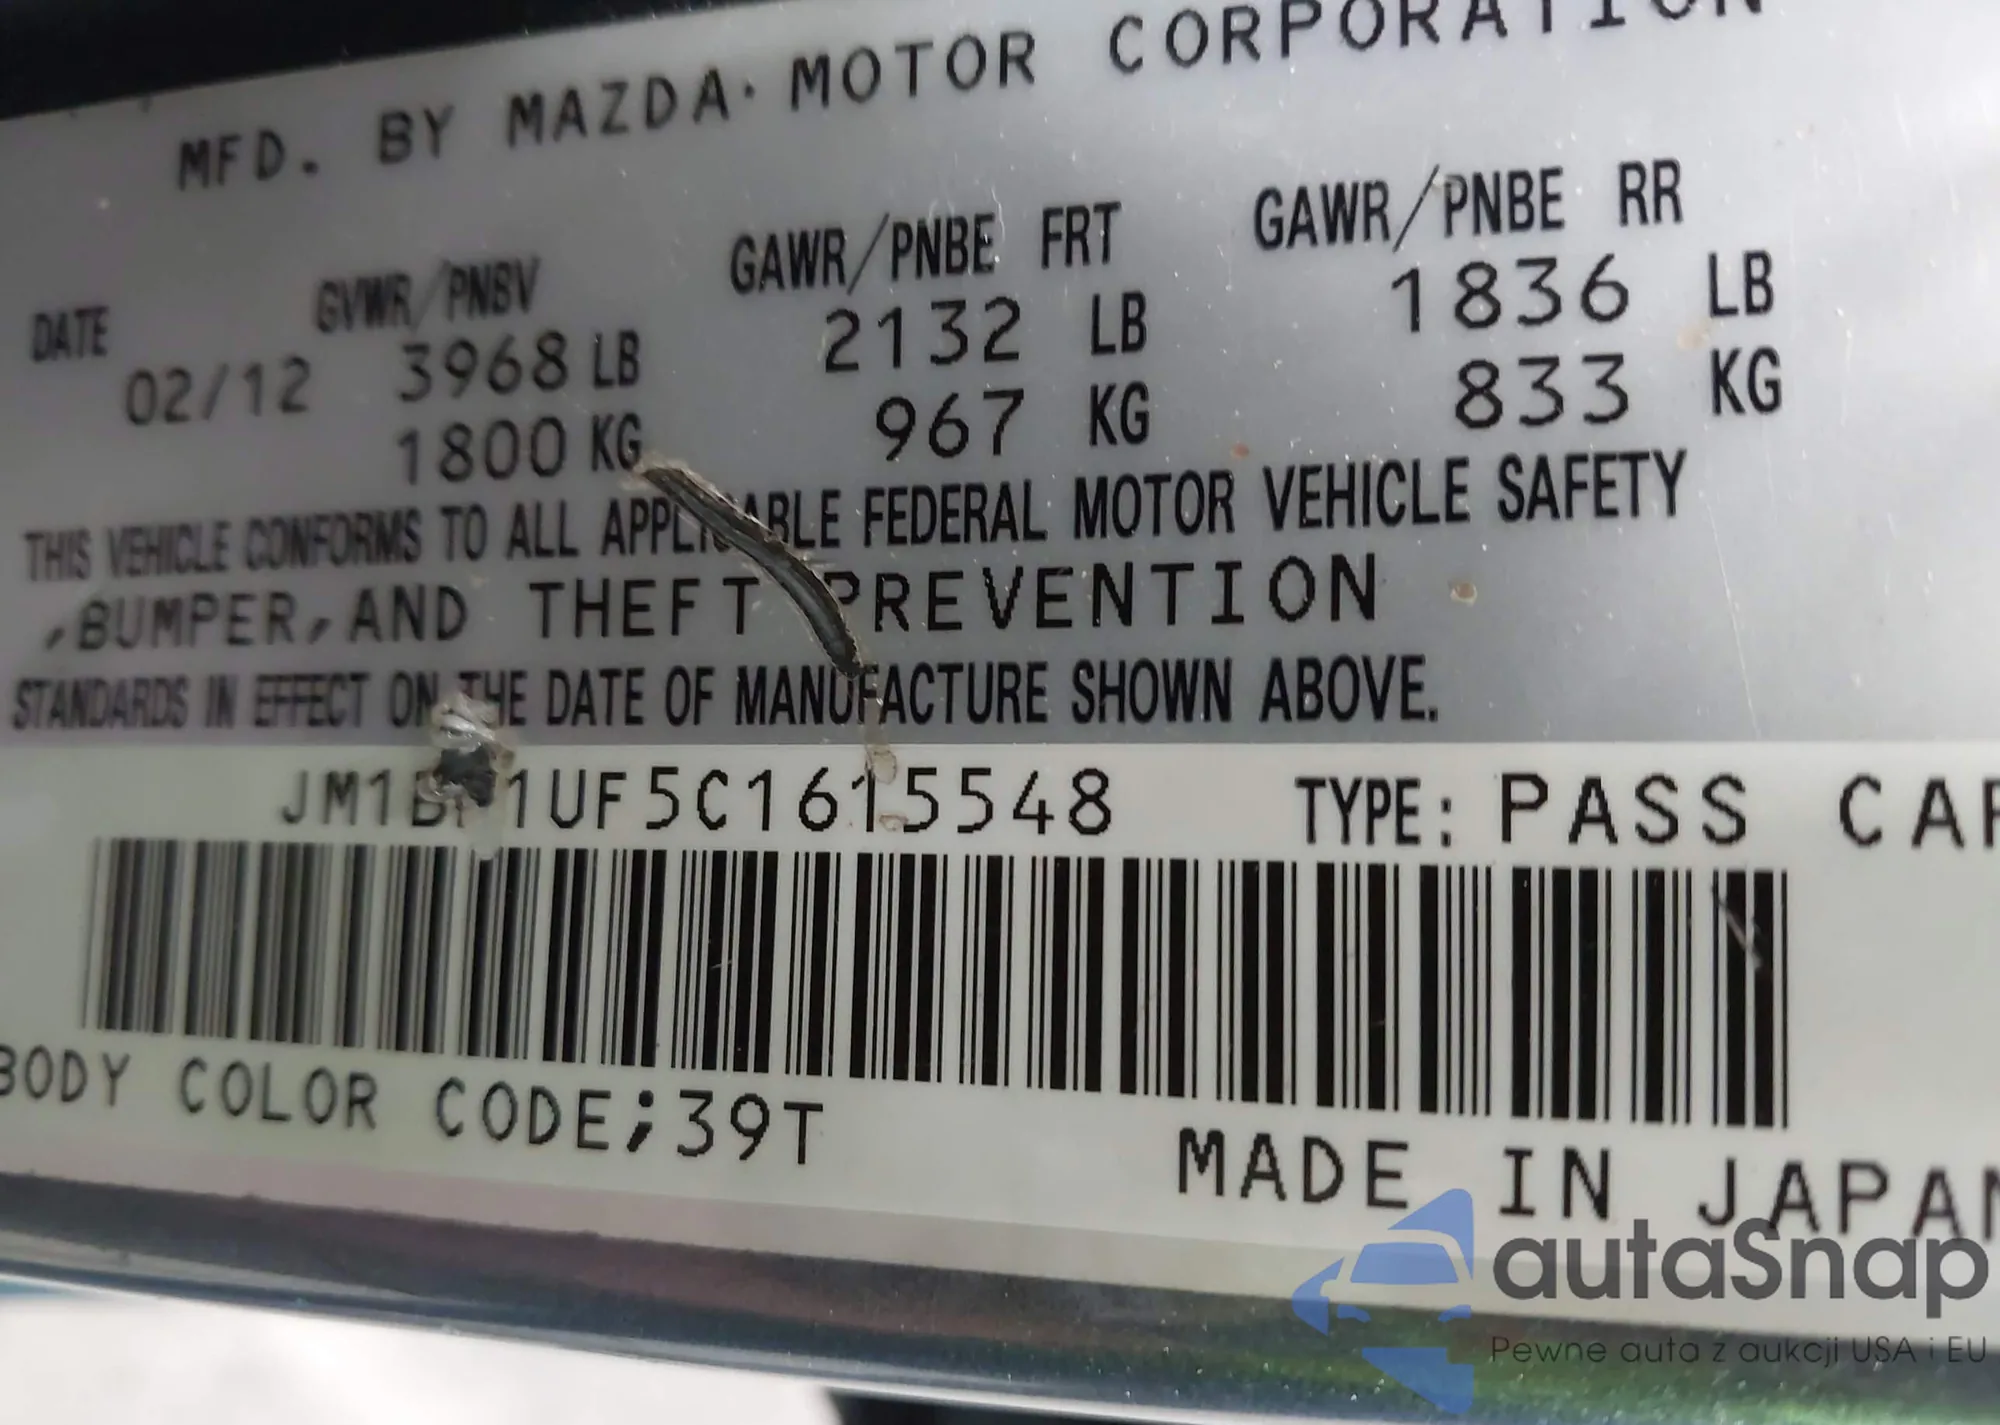 MFD. BY MAZDA MOTOR CORPORATION
DATE GVWR/PNBV GAWR/PNBE FRT GAWR/PNBE RR
02/12 3968 LB 2132 LB 1836 LB
1800 KG 967 KG 833 KG
THIS VEHICLE CONFORMS TO ALL APPLICABLE FEDERAL MOTOR VEHICLE SAFETY
,BUMPER,AND THEFT PREVENTION
STANDARDS IN EFFECT ON THE DATE OF MANUFACTURE SHOWN ABOVE.
TYPE: PASS CAR
BODY COLOR CODE;39T
MADE IN JAPAN
autaSnap
Pewne auta z aukcji USA i EU